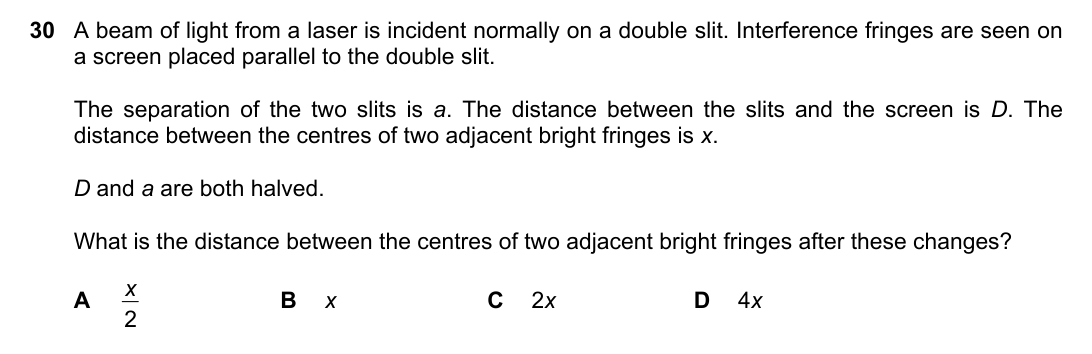 30 A beam of light from a laser is incident normally on a double slit. Interference fringes are seen on
a screen placed parallel to the double slit.
The separation of the two slits is a. The distance between the slits and the screen is D. The
distance between the centres of two adjacent bright fringes is x.
D and a are both halved.
What is the distance between the centres of two adjacent bright fringes after these changes?
A x/2 B x C 2x D 4x